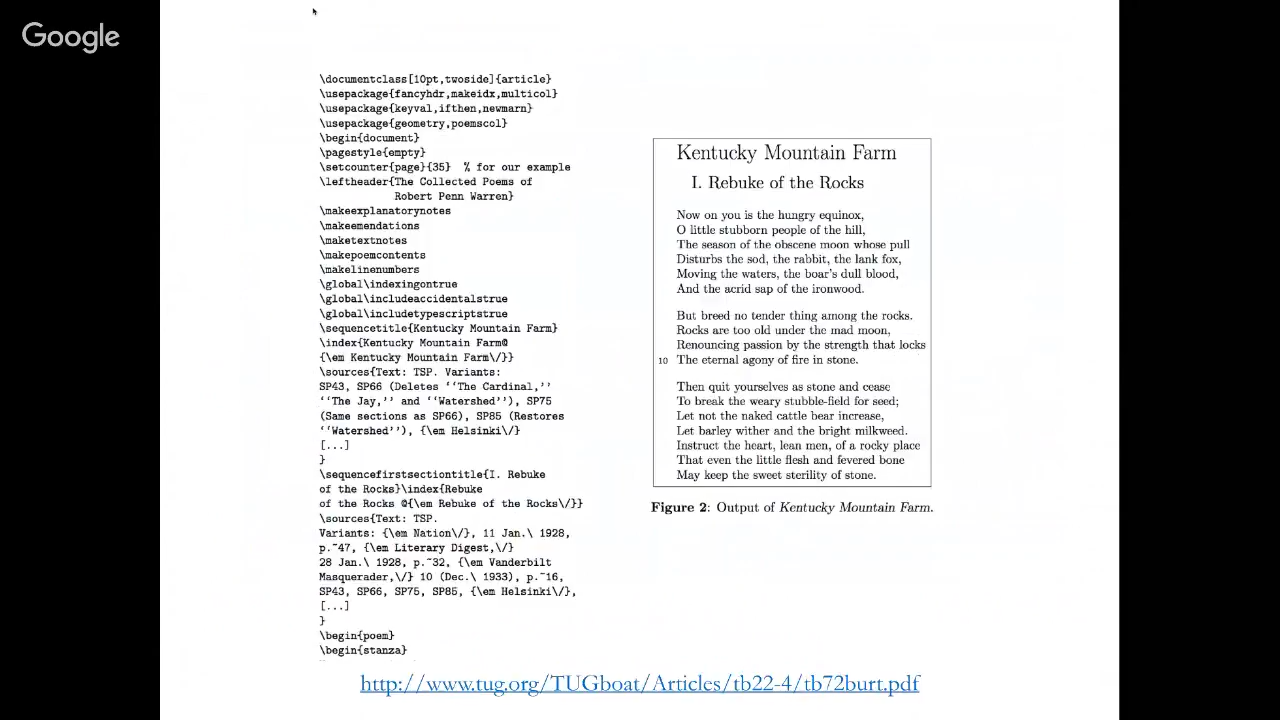 Google
\documentclass[10pt,twoside]{article}
\usepackage{fancyhdr,makeidx,multicol}
\usepackage{keyval,ifthen,newmarn}
\usepackage{geometry,poemscol}
\begin{document}
\pagestyle{empty}
\setcounter{page}{35}  % for our example
\leftheader{The Collected Poems of
Robert Penn Warren}
\makeexplanatorynotes
\makeemendations
\maketextnotes
\makepoemcontents
\makelinenumbers
\global\indexingontrue
\global\includeaccidentalstrue
\global\includetypescriptstrue
\sequencetitle{Kentucky Mountain Farm}
\index{Kentucky Mountain Farm@
{\em Kentucky Mountain Farm\/}}
\sources{Text: TSP. Variants:
SP43, SP66 (Deletes ‘‘The Cardinal,’’
‘‘The Jay,’’ and ‘‘Watershed’’), SP75
(Same sections as SP66), SP85 (Restores
‘‘Watershed’’), {\em Helsinki\/}
[...]
}
\sequencefirstsectiontitle{I. Rebuke
of the Rocks}\index{Rebuke
of the Rocks @{\em Rebuke of the Rocks\/}}
\sources{Text: TSP.
Variants: {\em Nation\/}, 11 Jan.\ 1928,
p.~47, {\em Literary Digest,\/}
28 Jan.\ 1928, p.~32, {\em Vanderbilt
Masquerader,\/} 10 (Dec.\ 1933), p.~16,
SP43, SP66, SP75, SP85, {\em Helsinki\/},
[...]
}
\begin{poem}
\begin{stanza}
Kentucky Mountain Farm
I. Rebuke of the Rocks
Now on you is the hungry equinox,
O little stubborn people of the hill,
The season of the obscene moon whose pull
Disturbs the sod, the rabbit, the lank fox,
Moving the waters, the boar’s dull blood,
And the acrid sap of the ironwood.
But breed no tender thing among the rocks.
Rocks are too old under the mad moon,
Renouncing passion by the strength that locks
10 The eternal agony of fire in stone.
Then quit yourselves as stone and cease
To break the weary stubble-field for seed;
Let not the naked cattle bear increase,
Let barley wither and the bright milkweed.
Instruct the heart, lean men, of a rocky place
That even the little flesh and fevered bone
May keep the sweet sterility of stone.
Figure 2: Output of Kentucky Mountain Farm.
http://www.tug.org/TUGboat/Articles/tb22-4/tb72burt.pdf